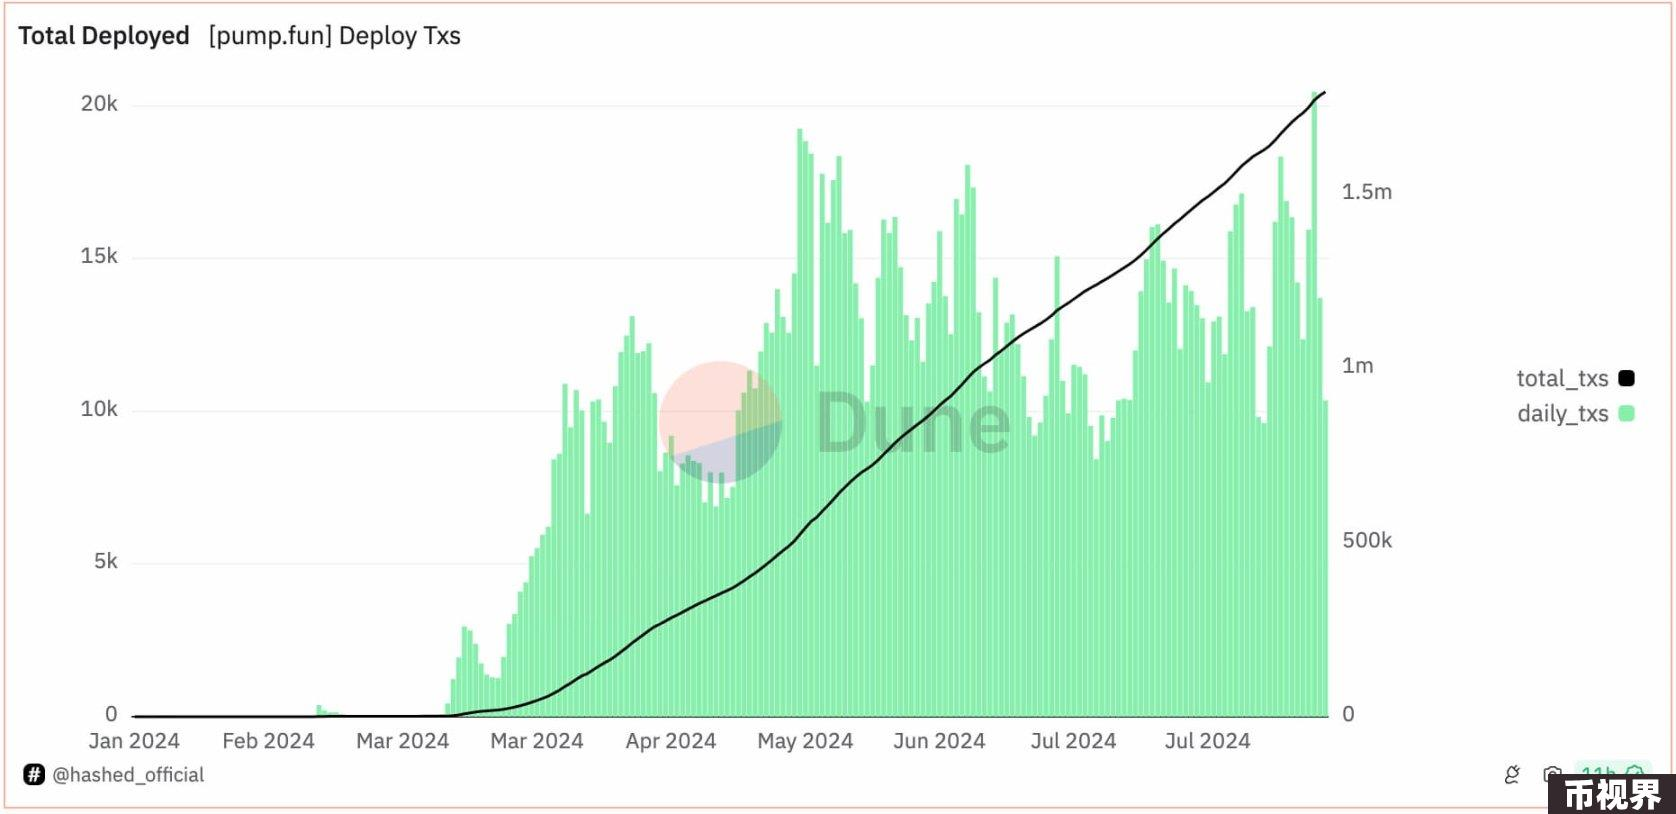 Total Deployed [pump.fun] Deploy Txs
20k
15k
10k
5k
0
1.5m
1m
500k
0
Dune
total_txs
daily_txs
Jan 2024 Feb 2024 Mar 2024 Mar 2024 Apr 2024 May 2024 Jun 2024 Jul 2024 Jul 2024
# @hashed_official
11h
币视界